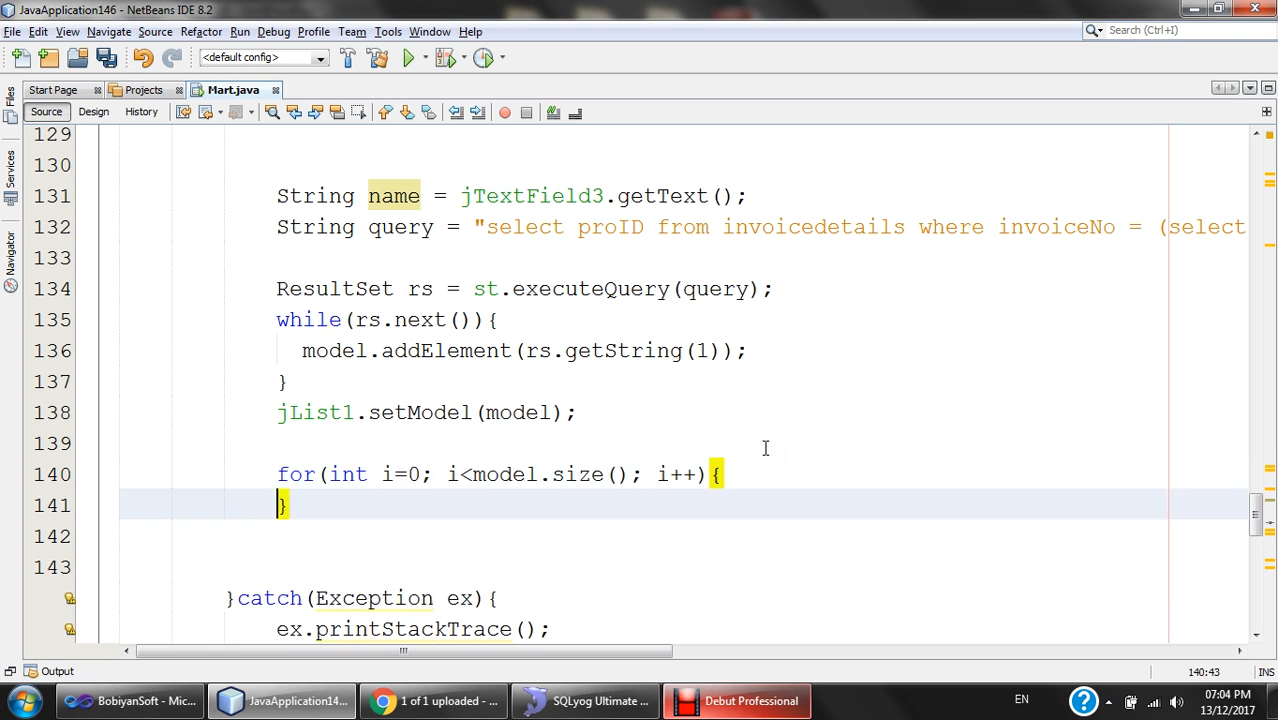 JavaApplication146 - NetBeans IDE 8.2
File Edit View Navigate Source Refactor Run Debug Profile Team Tools Window Help
Search (Ctrl+I)
<default config>
Start Page Projects Mart.java
Source Design History
Files
Services
Navigator
129
130
131 String name = jTextField3.getText();
132 String query = "select proID from invoicedetails where invoiceNo = (select
133
134 ResultSet rs = st.executeQuery(query);
135 while(rs.next()){
136 model.addElement(rs.getString(1));
137 }
138 jList1.setModel(model);
139
140 for(int i=0; i<model.size(); i++){
141 }
142
143
}catch(Exception ex){
ex.printStackTrace();
Output
140:43 INS
BobiyanSoft - Mic... JavaApplication14... 1 of 1 uploaded - ... SQLyog Ultimate ... Debut Professional EN 07:04 PM
13/12/2017